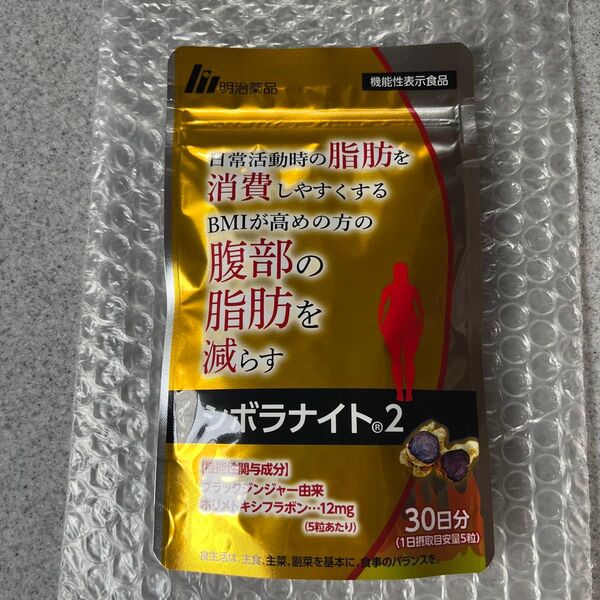 明治薬品
機能性表示食品
日常活動時の脂肪を
消費しやすくする
BMIが高めの方の
腹部の
脂肪を
減らす
シボラナイト®2
【機能性関与成分】
ブラックジンジャー由来
ポリメトキシフラボン…12mg
(5粒あたり)
30日分
(1日摂取目安量5粒)
食生活は、主食、主菜、副菜を基本に、食事のバランスを。